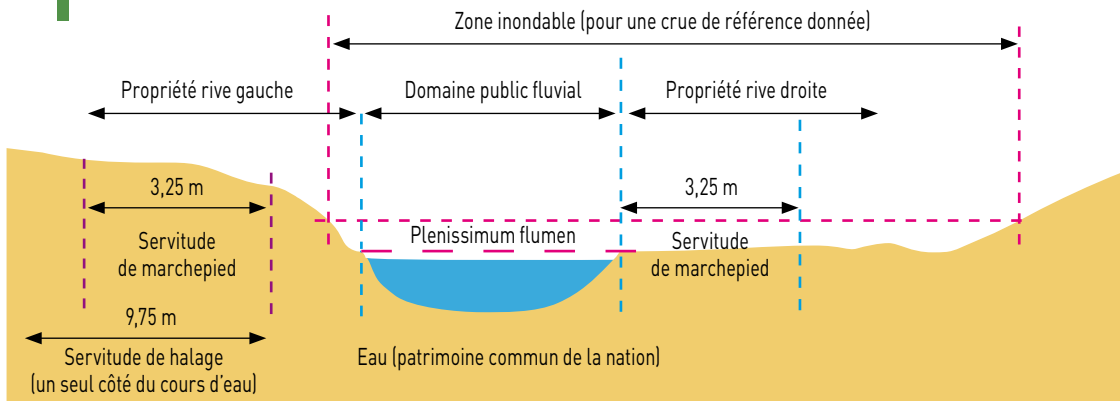 Zone inondable (pour une crue de référence donnée)
Propriété rive gauche
Domaine public fluvial
Propriété rive droite
3,25 m
3,25 m
Servitude
de marchepied
Plenissimum flumen
Servitude
de marchepied
9,75 m
Servitude de halage
(un seul côté du cours d'eau)
Eau (patrimoine commun de la nation)